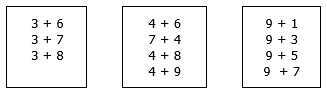 3 + 6
3 + 7
3 + 8
4 + 6
7 + 4
4 + 8
4 + 9
9 + 1
9 + 3
9 + 5
9 + 7